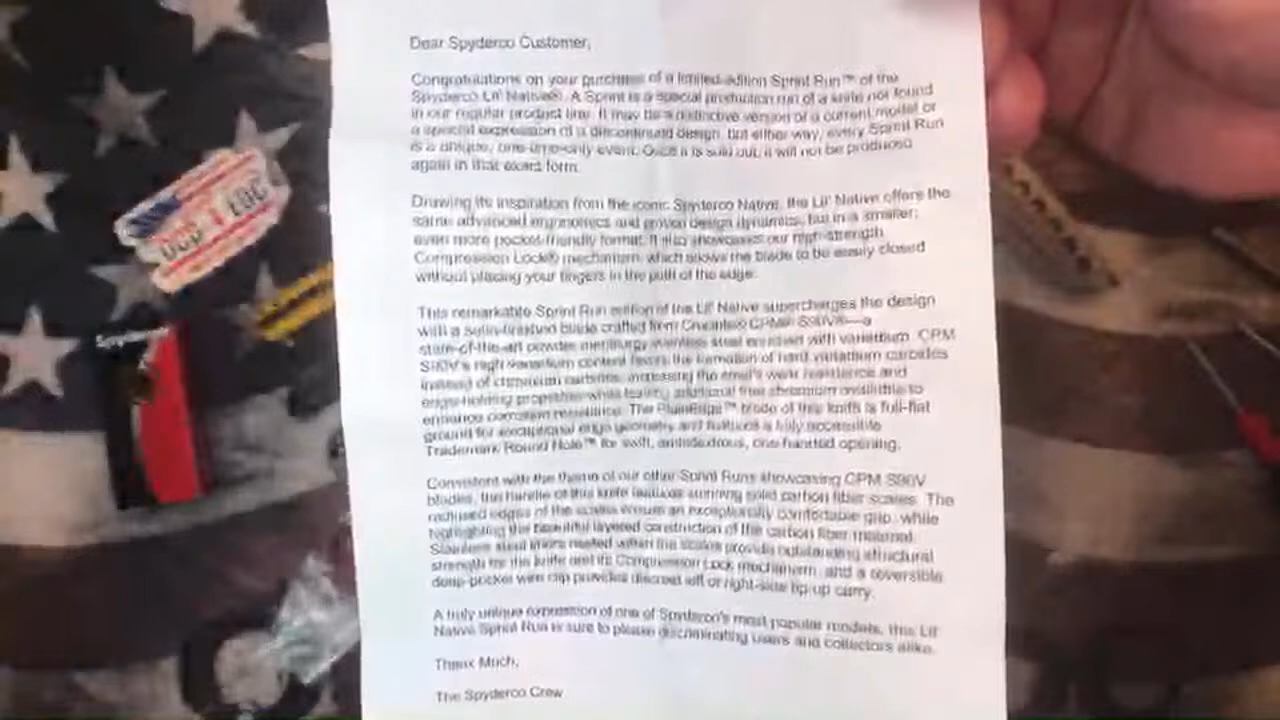 Dear Spyderco Customer,
Congratulations on your purchase of a limited-edition Sprint Run™ of the
Spyderco Lil' Native®. A Sprint is a special production run of a knife not found
in our regular product line. It may be a distinctive version of a current model or
a special expression of a discontinued design, but either way, every Sprint Run
is a unique, one-time-only event. Once it is sold out, it will not be produced
again in that exact form.
Drawing its inspiration from the iconic Spyderco Native, the Lil' Native offers the
same advanced ergonomics and proven design dynamics, but in a smaller,
even more pocket-friendly format. It also showcases our high-strength
Compression Lock® mechanism, which allows the blade to be easily closed
without placing your fingers in the path of the edge.
This remarkable Sprint Run edition of the Lil' Native supercharges the design
with a satin-finished blade crafted from Crucible® CPM® S90V®—a
state-of-the-art powder metallurgy stainless steel enriched with vanadium. CPM
S90V's high vanadium content favors the formation of hard vanadium carbides
instead of chromium carbides, increasing the steel's wear resistance and
edge-holding properties while leaving additional free chromium available to
enhance corrosion resistance. The PlainEdge™ blade of this knife is full-flat
ground for exceptional edge geometry and features a fully accessible
Trademark Round Hole™ for swift, ambidextrous, one-handed opening.
Consistent with the theme of our other Sprint Runs showcasing CPM S90V
blades, the handle of this knife features stunning solid carbon fiber scales. The
radiused edges of the scales ensure an exceptionally comfortable grip, while
highlighting the beautiful layered construction of the carbon fiber material.
Stainless steel liners nested within the scales provide outstanding structural
strength for the knife and its Compression Lock mechanism, and a reversible
deep-pocket wire clip provides discreet left or right-side tip-up carry.
A truly unique expression of one of Spyderco's most popular models, this Lil'
Native Sprint Run is sure to please discriminating users and collectors alike.
Thanx Much,
The Spyderco Crew
Spyderco